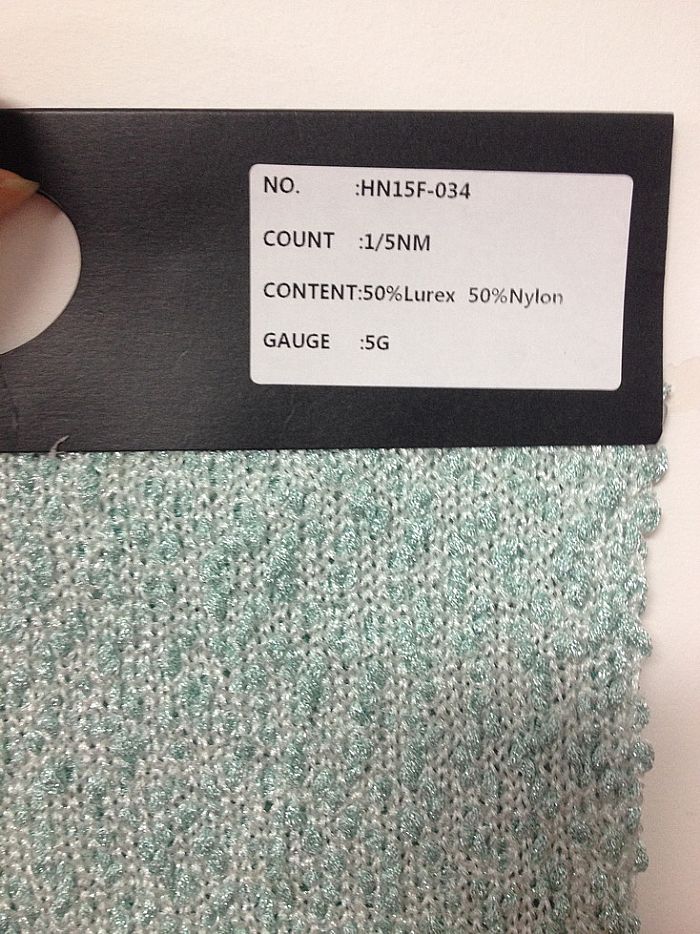 NO. :HN15F-034
COUNT :1/5NM
CONTENT:50%Lurex 50%Nylon
GAUGE :5G